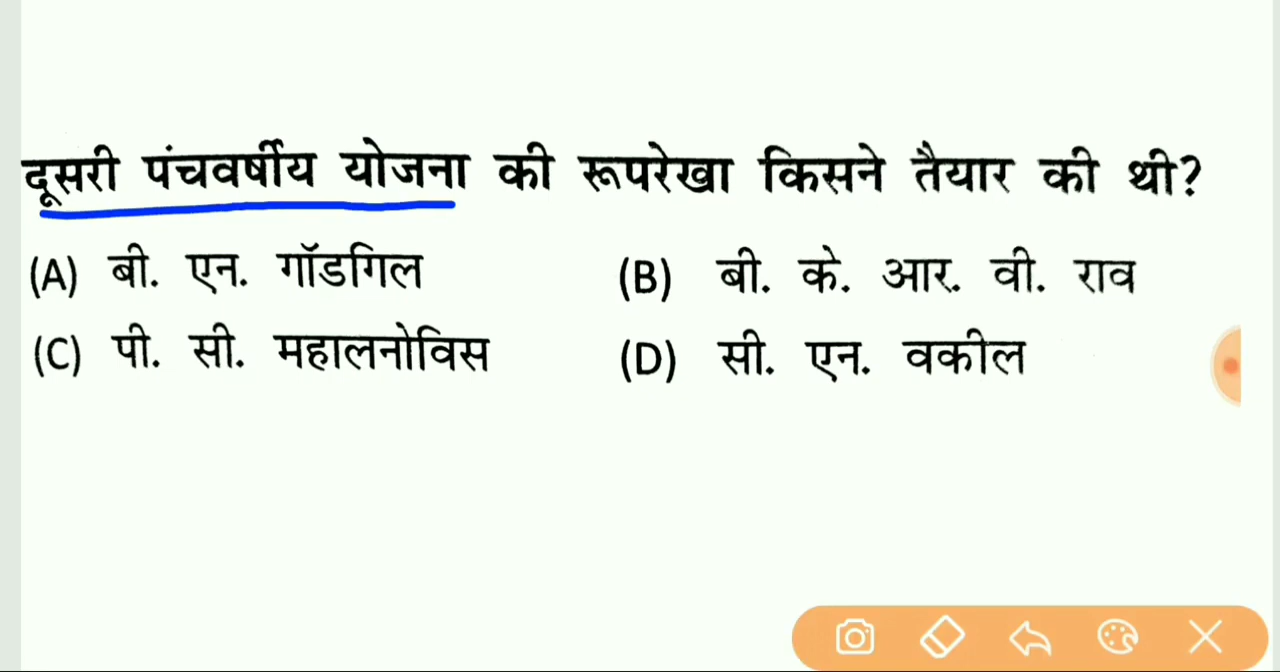 दूसरी पंचवर्षीय योजना की रूपरेखा किसने तैयार की थी?
(A) बी. एन. गॉडगिल (B) बी. के. आर. वी. राव
(C) पी. सी. महालनोविस (D) सी. एन. वकील